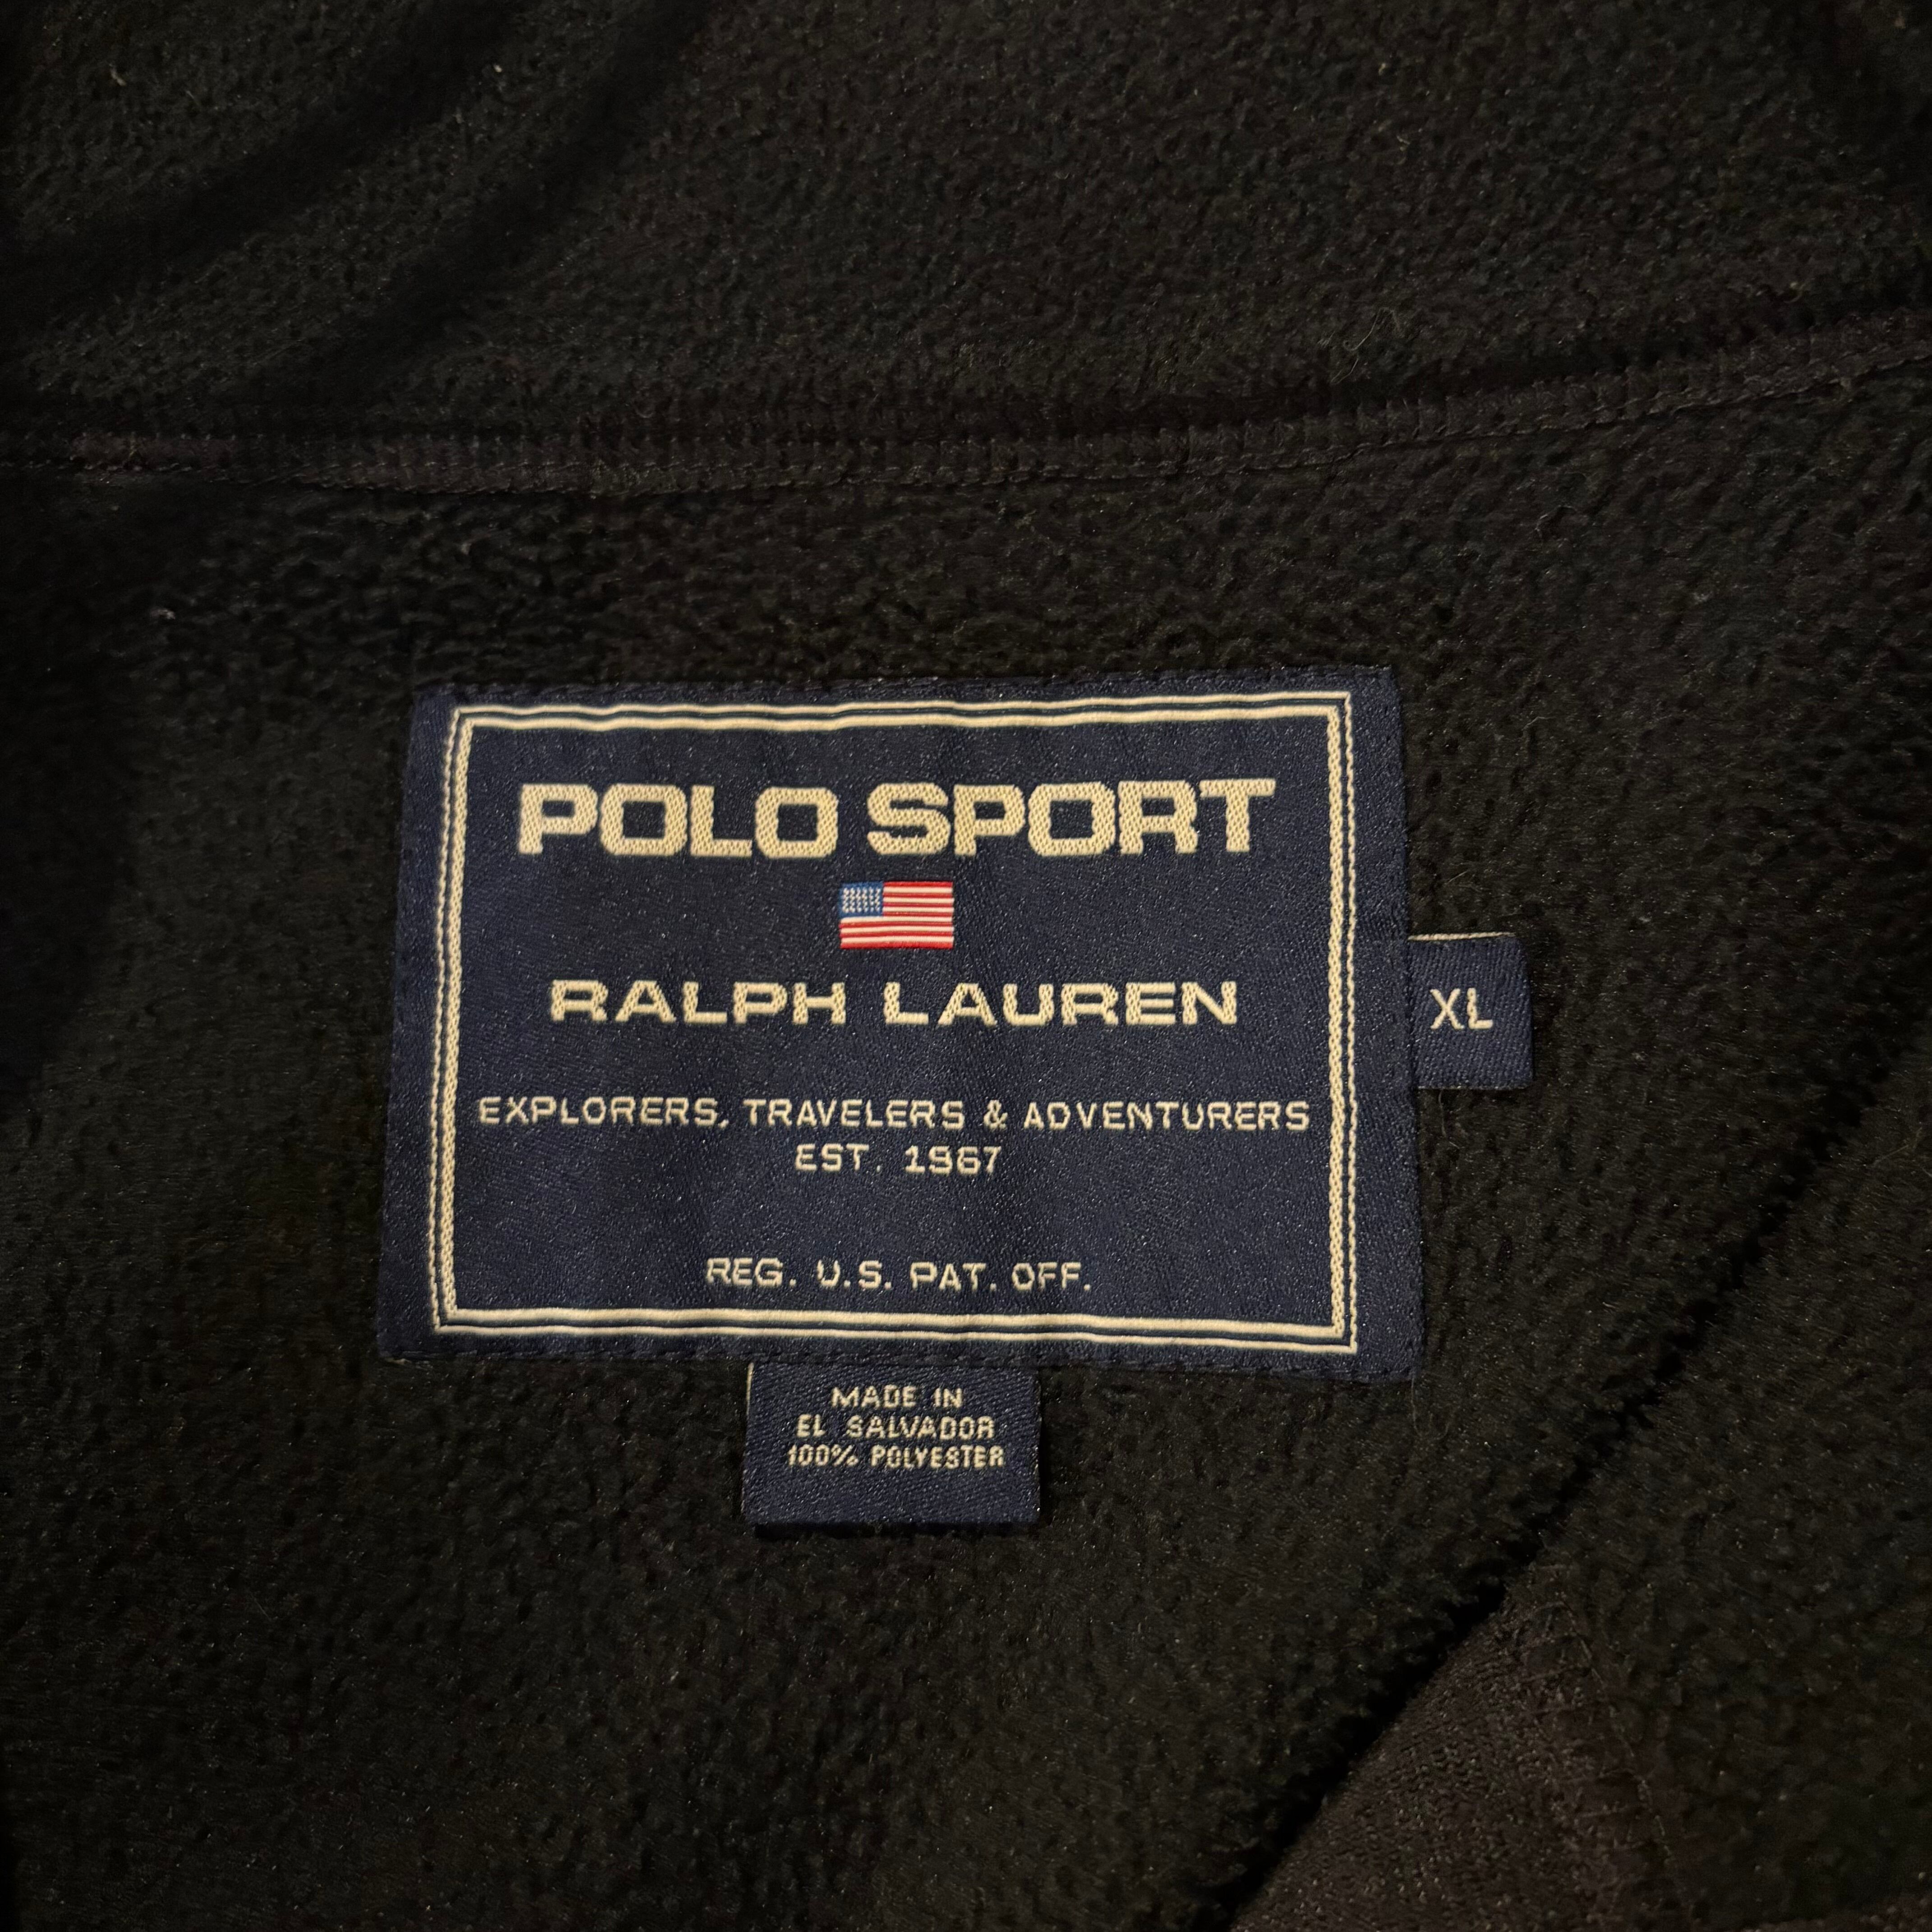 POLO SPORT
RALPH LAUREN
XL
EXPLORERS, TRAVELERS & ADVENTURERS
EST. 1967
REG. U.S. PAT. OFF.
MADE IN
EL SALVADOR
100% POLYESTER